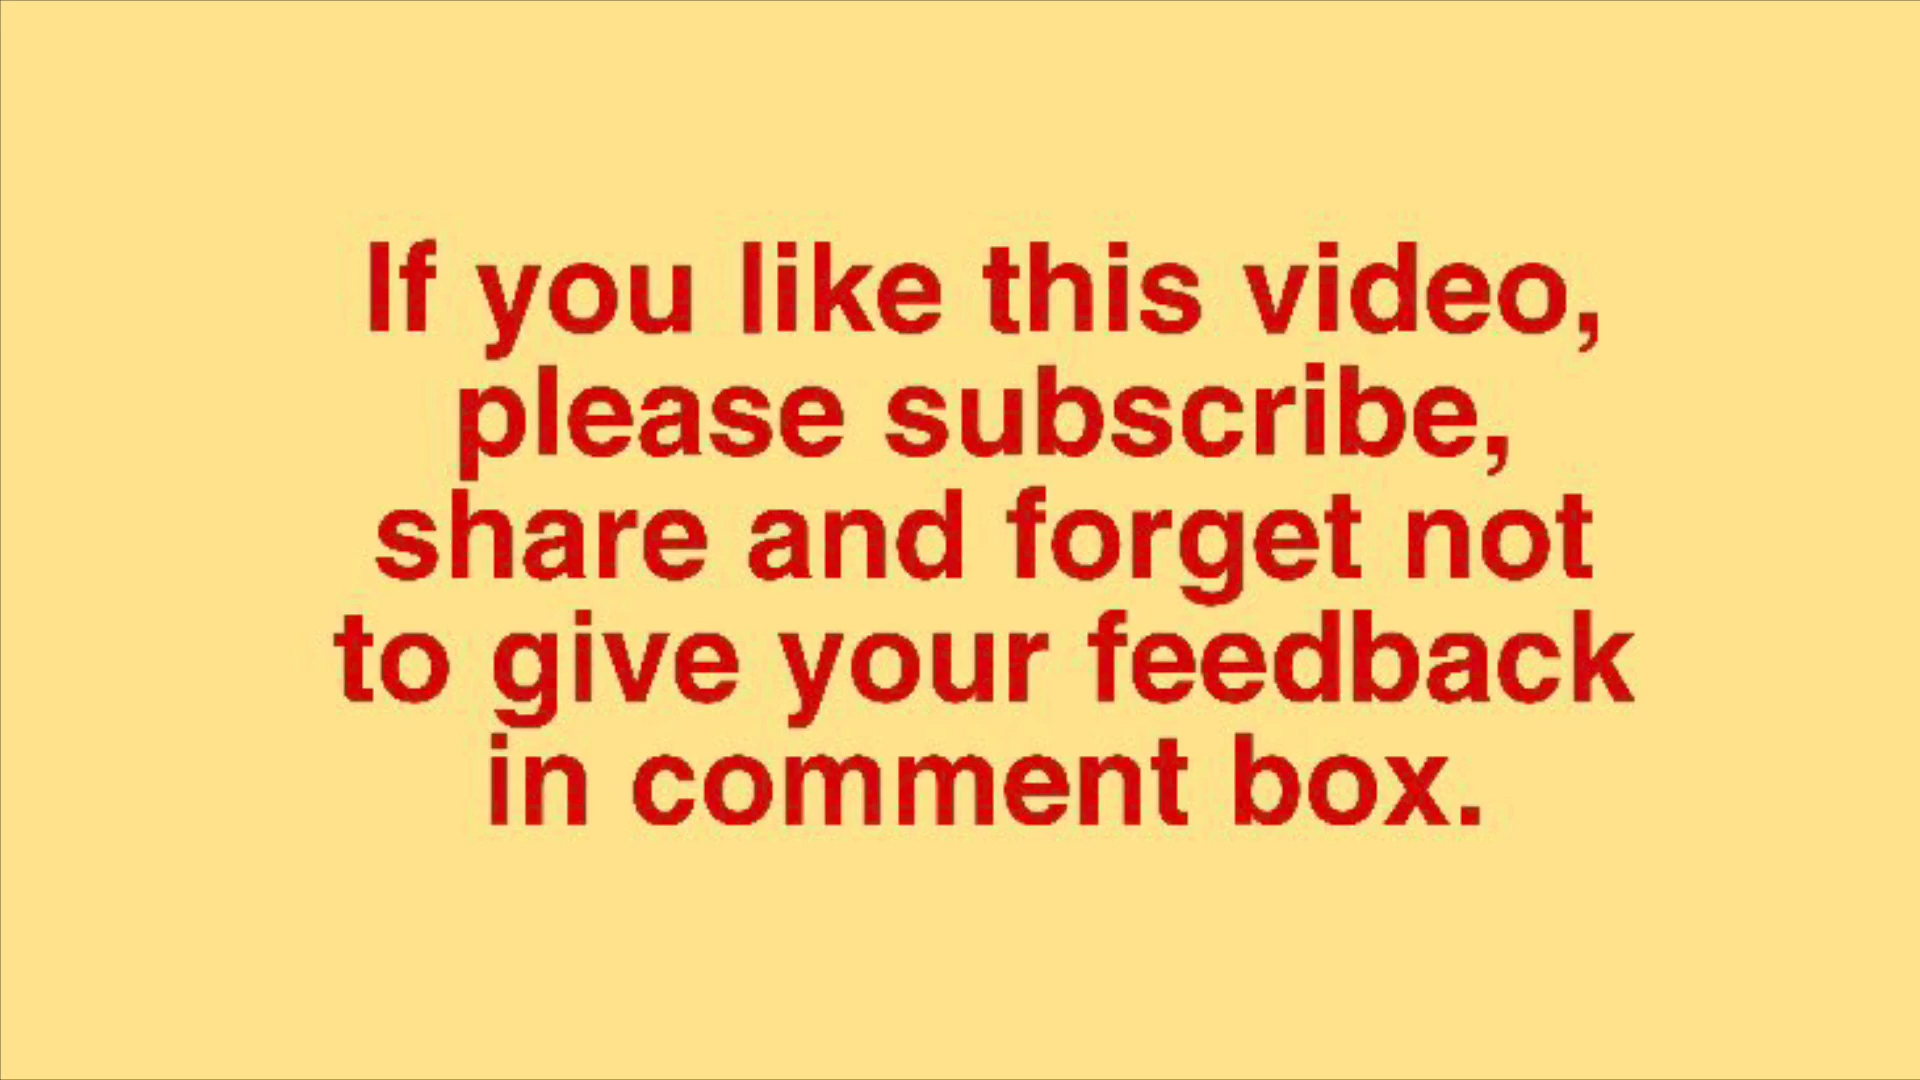 If you like this video,
please subscribe,
share and forget not
to give your feedback
in comment box.